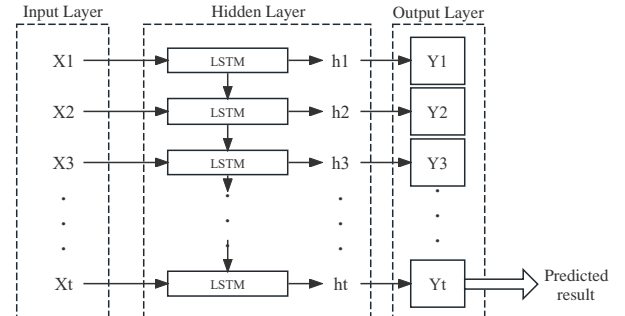 Input Layer Hidden Layer Output Layer
X1 LSTM h1 Y1
X2 LSTM h2 Y2
X3 LSTM h3 Y3
Xt LSTM ht Yt
Predicted
result